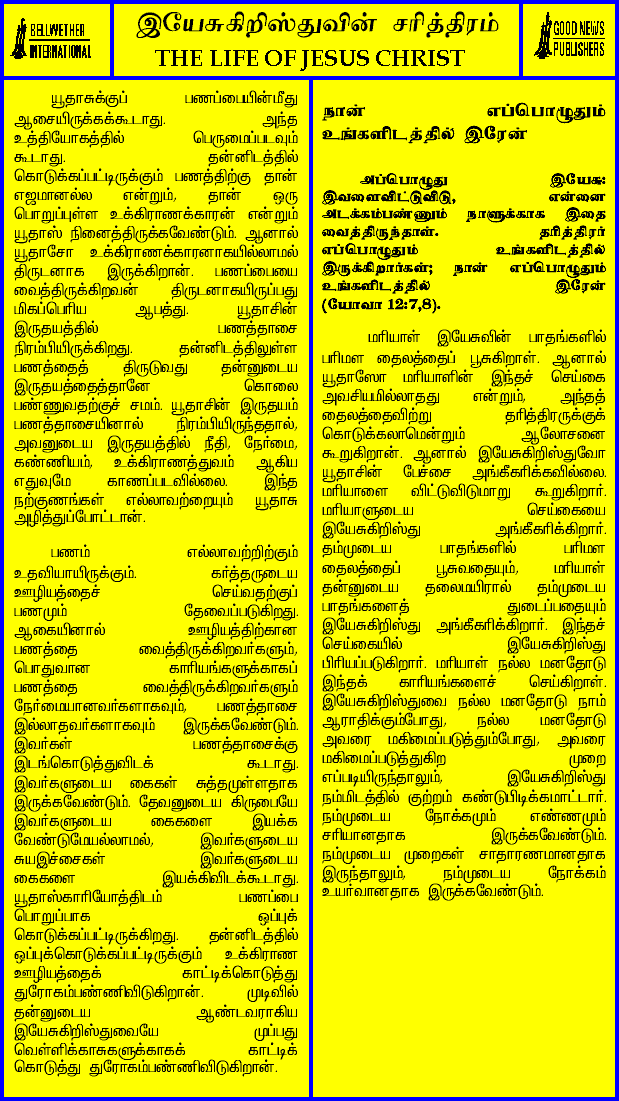 BELLWETHER
INTERNATIONAL
இயேசுகிறிஸ்துவின் சரித்திரம்
THE LIFE OF JESUS CHRIST
GOOD NEWS
PUBLISHERS
யூதாசுக்குப் பணப்பையின்மீது
ஆசையிருக்கக்கூடாது. அந்த
உத்தியோகத்தில் பெருமைப்படவும்
கூடாது. தன்னிடத்தில்
கொடுக்கப்பட்டிருக்கும் பணத்திற்கு தான்
எஜமானல்ல என்றும், தான் ஒரு
பொறுப்புள்ள உக்கிராணக்காரன் என்றும்
யூதாஸ் நினைத்திருக்கவேண்டும். ஆனால்
யூதாசோ உக்கிராணக்காரனாகயில்லாமல்
திருடனாக இருக்கிறான். பணப்பையை
வைத்திருக்கிறவன் திருடனாகயிருப்பது
மிகப்பெரிய ஆபத்து. யூதாசின்
இருதயத்தில் பணத்தாசை
நிரம்பியிருக்கிறது. தன்னிடத்திலுள்ள
பணத்தைத் திருடுவது தன்னுடைய
இருதயத்தைத்தானே கொலை
பண்ணுவதற்குச் சமம். யூதாசின் இருதயம்
பணத்தாசையினால் நிரம்பியிருந்ததால்,
அவனுடைய இருதயத்தில் நீதி, நேர்மை,
கண்ணியம், உக்கிராணத்துவம் ஆகிய
எதுவுமே காணப்படவில்லை. இந்த
நற்குணங்கள் எல்லாவற்றையும் யூதாசு
அழித்துப்போட்டான்.
பணம் எல்லாவற்றிற்கும்
உதவியாயிருக்கும். கர்த்தருடைய
ஊழியத்தைச் செய்வதற்குப்
பணமும் தேவைப்படுகிறது.
ஆகையினால் ஊழியத்திற்கான
பணத்தை வைத்திருக்கிறவர்களும்,
பொதுவான காரியங்களுக்காகப்
பணத்தை வைத்திருக்கிறவர்களும்
நேர்மையானவர்களாகவும், பணத்தாசை
இல்லாதவர்களாகவும் இருக்கவேண்டும்.
இவர்கள் பணத்தாசைக்கு
இடங்கொடுத்துவிடக் கூடாது.
இவர்களுடைய கைகள் சுத்தமுள்ளதாக
இருக்கவேண்டும். தேவனுடைய கிருபையே
இவர்களுடைய கைகளை இயக்க
வேண்டுமேயல்லாமல், இவர்களுடைய
சுயஇச்சைகள் இவர்களுடைய
கைகளை இயக்கிவிடக்கூடாது.
யூதாஸ்காரியோத்திடம் பணப்பை
பொறுப்பாக ஒப்புக்
கொடுக்கப்பட்டிருக்கிறது. தன்னிடத்தில்
ஒப்புக்கொடுக்கப்பட்டிருக்கும் உக்கிராண
ஊழியத்தைக் காட்டிக்கொடுத்து
துரோகம்பண்ணிவிடுகிறான். முடிவில்
தன்னுடைய ஆண்டவராகிய
இயேசுகிறிஸ்துவையே முப்பது
வெள்ளிக்காசுகளுக்காகக் காட்டிக்
கொடுத்து துரோகம்பண்ணிவிடுகிறான்.
நான் எப்பொழுதும்
உங்களிடத்தில் இரேன்
அப்பொழுது இயேசு:
இவளைவிட்டுவிடு, என்னை
அடக்கம்பண்ணும் நாளுக்காக இதை
வைத்திருந்தாள். தரித்திரர்
எப்பொழுதும் உங்களிடத்தில்
இருக்கிறார்கள்; நான் எப்பொழுதும்
உங்களிடத்தில் இரேன்
(யோவா 12:7,8).
மரியாள் இயேசுவின் பாதங்களில்
பரிமள தைலத்தைப் பூசுகிறாள். ஆனால்
யூதாஸோ மரியாளின் இந்தச் செய்கை
அவசியமில்லாதது என்றும், அந்தத்
தைலத்தைவிற்று தரித்திரருக்குக்
கொடுக்கலாமென்றும் ஆலோசனை
கூறுகிறான். ஆனால் இயேசுகிறிஸ்துவோ
யூதாசின் பேச்சை அங்கீகரிக்கவில்லை.
மரியாளை விட்டுவிடுமாறு கூறுகிறார்.
மரியாளுடைய செய்கையை
இயேசுகிறிஸ்து அங்கீகரிக்கிறார்.
தம்முடைய பாதங்களில் பரிமள
தைலத்தைப் பூசுவதையும், மரியாள்
தன்னுடைய தலைமயிரால் தம்முடைய
பாதங்களைத் துடைப்பதையும்
இயேசுகிறிஸ்து அங்கீகரிக்கிறார். இந்தச்
செய்கையில் இயேசுகிறிஸ்து
பிரியப்படுகிறார். மரியாள் நல்ல மனதோடு
இந்தக் காரியங்களைச் செய்கிறாள்.
இயேசுகிறிஸ்துவை நல்ல மனதோடு நாம்
ஆராதிக்கும்போது, நல்ல மனதோடு
அவரை மகிமைப்படுத்தும்போது, அவரை
மகிமைப்படுத்துகிற முறை
எப்படியிருந்தாலும், இயேசுகிறிஸ்து
நம்மிடத்தில் குற்றம் கண்டுபிடிக்கமாட்டார்.
நம்முடைய நோக்கமும் எண்ணமும்
சரியானதாக இருக்கவேண்டும்.
நம்முடைய முறைகள் சாதாரணமானதாக
இருந்தாலும், நம்முடைய நோக்கம்
உயர்வானதாக இருக்கவேண்டும்.